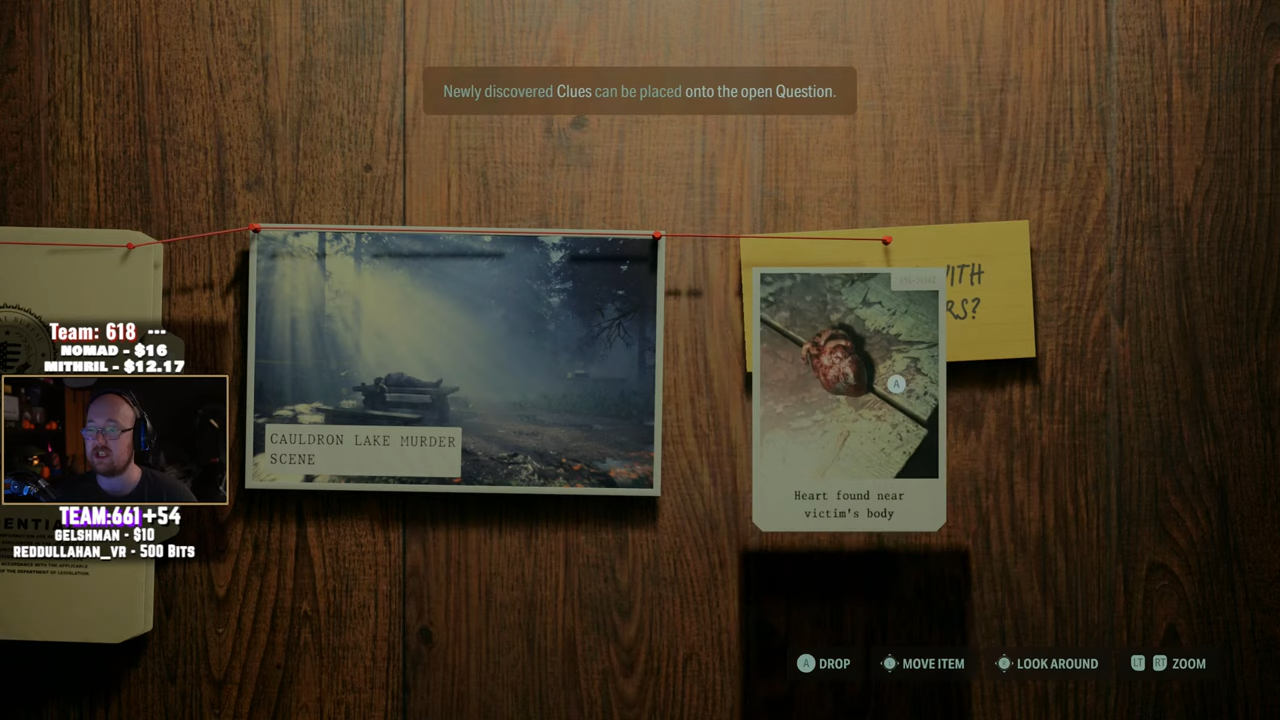 Newly discovered Clues can be placed onto the open Question.
CAULDRON LAKE MURDER
SCENE
Heart found near
victim's body
Team: 618
NOMAD - $16
MITHRIL - $12.17
TEAM:661+54
GELSHMAN - $10
REDDULLAHAN_VR - 500 Bits
A
A DROP
MOVE ITEM
LOOK AROUND
LT RT ZOOM